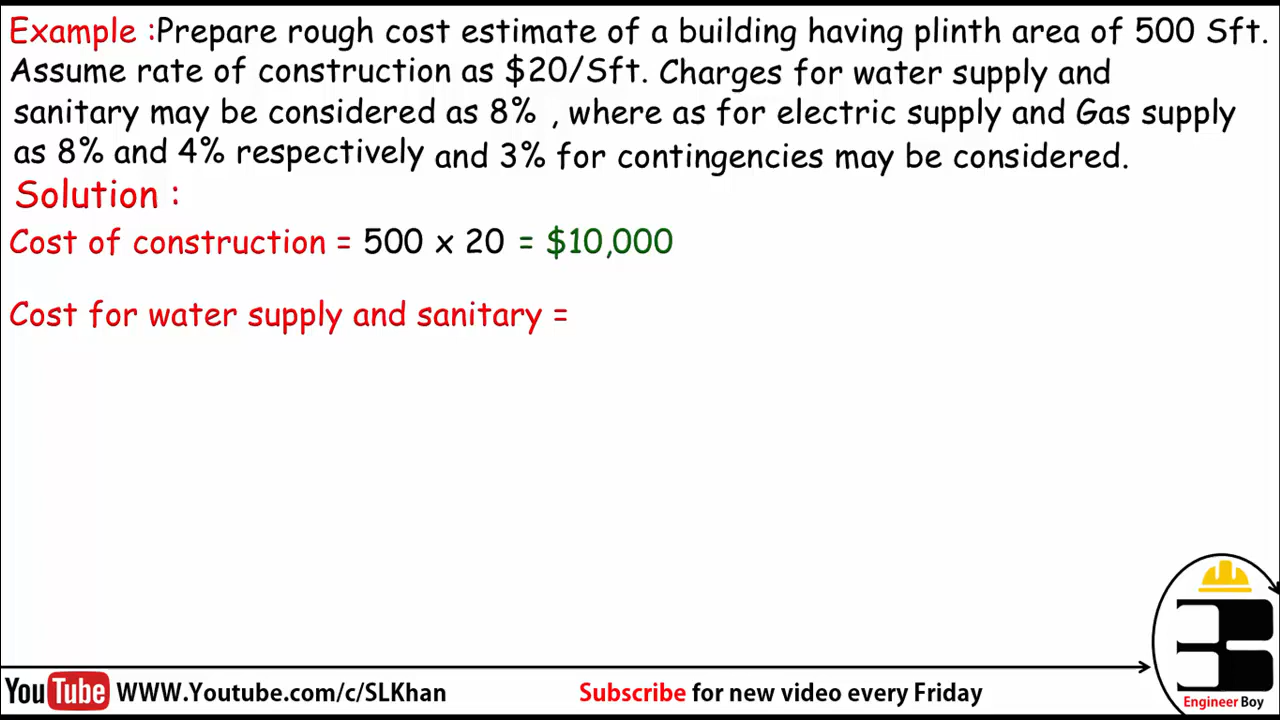 Example :Prepare rough cost estimate of a building having plinth area of 500 Sft.
Assume rate of construction as $20/Sft. Charges for water supply and
sanitary may be considered as 8% , where as for electric supply and Gas supply
as 8% and 4% respectively and 3% for contingencies may be considered.
Solution :
Cost of construction = 500 x 20 = $10,000
Cost for water supply and sanitary =
YouTube WWW.Youtube.com/c/SLKhan Subscribe for new video every Friday
Engineer Boy